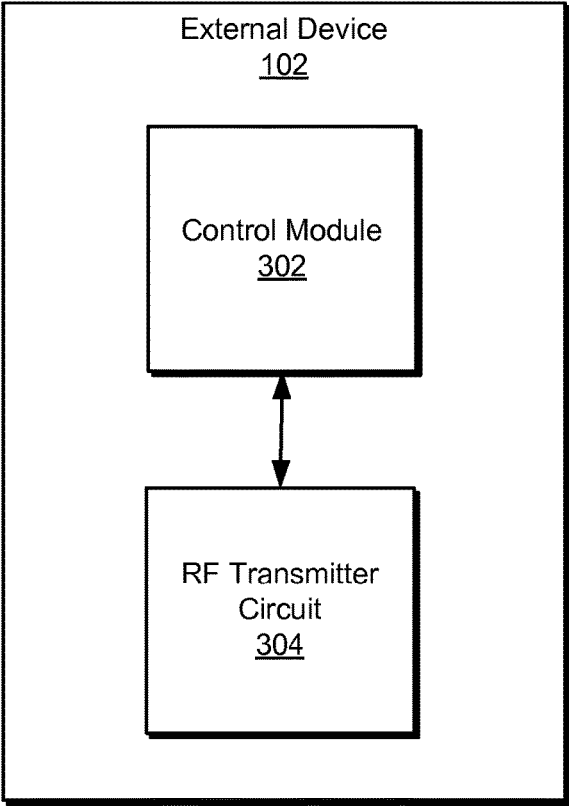 External Device
102
Control Module
302
RF Transmitter
Circuit
304